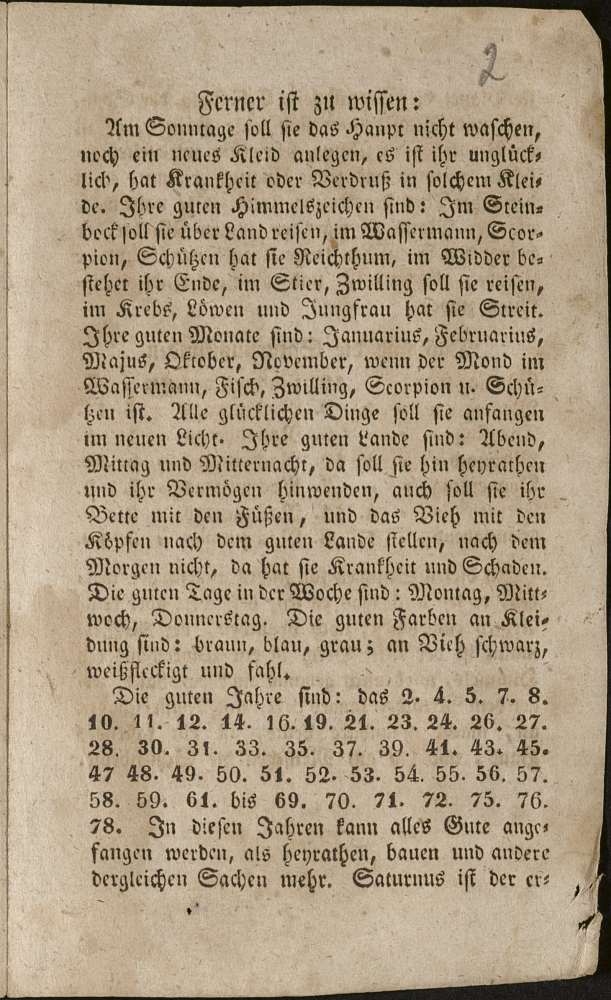 2
Ferner ist zu wissen:
Am Sonntage soll sie das Haupt nicht waschen,
noch ein neues Kleid anlegen, es ist ihr unglück-
lich, hat Krankheit oder Verdruß in solchem Klei-
de. Ihre guten Himmelszeichen sind: Im Stein-
bock soll sie über Land reisen, im Wassermann, Scor-
pion, Schützen hat sie Reichthum, im Widder be-
stehet ihr Ende, im Stier, Zwilling soll sie reisen,
im Krebs, Löwen und Jungfrau hat sie Streit.
Ihre guten Monate sind: Januarius, Februarius,
Majus, Oktober, November, wenn der Mond im
Wassermann, Fisch, Zwilling, Scorpion u. Schü-
tzen ist. Alle glücklichen Dinge soll sie anfangen
im neuen Licht. Ihre guten Lande sind: Abend,
Mittag und Mitternacht, da soll sie hin heyrathen
und ihr Vermögen hinwenden, auch soll sie ihr
Bette mit den Füßen, und das Vieh mit den
Köpfen nach dem guten Lande stellen, nach dem
Morgen nicht, da hat sie Krankheit und Schaden.
Die guten Tage in der Woche sind: Montag, Mitt-
woch, Donnerstag. Die guten Farben an Klei-
dung sind: braun, blau, grau; an Vieh schwarz,
weißfleckigt und fahl.
Die guten Jahre sind: das 2. 4. 5. 7. 8.
10. 11. 12. 14. 16. 19. 21. 23. 24. 26. 27.
28. 30. 31. 33. 35. 37. 39. 41. 43. 45.
47 48. 49. 50. 51. 52. 53. 54. 55. 56. 57.
58. 59. 61. bis 69. 70. 71. 72. 75. 76.
78. In diesen Jahren kann alles Gute ange-
fangen werden, als heyrathen, bauen und andere
dergleichen Sachen mehr. Saturnus ist der er-